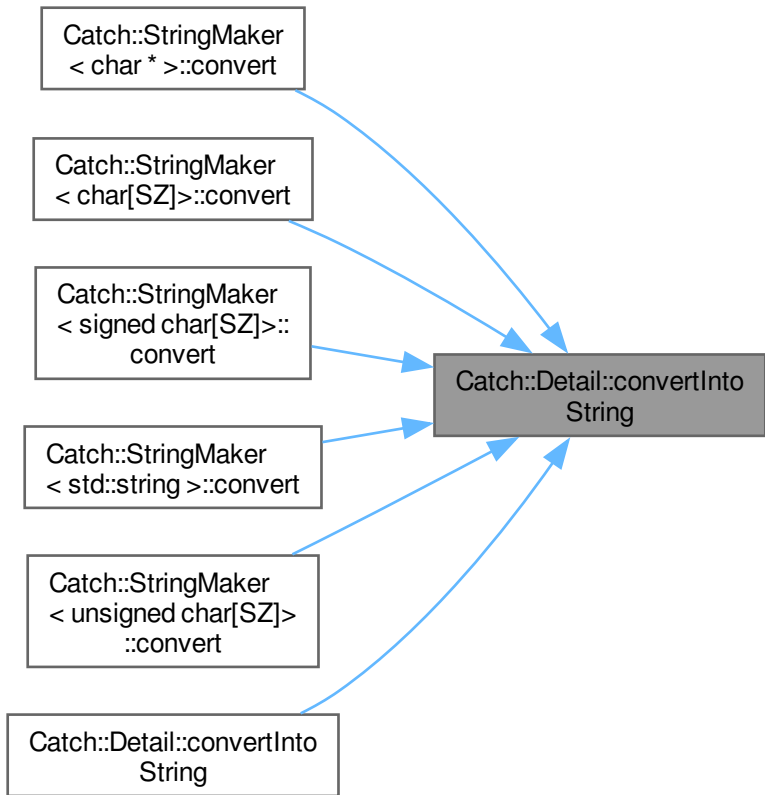 Catch::StringMaker
< char * >::convert
Catch::StringMaker
< char[SZ]>::convert
Catch::StringMaker
< signed char[SZ]>::
convert
Catch::Detail::convertInto
String
Catch::StringMaker
< std::string >::convert
Catch::StringMaker
< unsigned char[SZ]>
::convert
Catch::Detail::convertInto
String